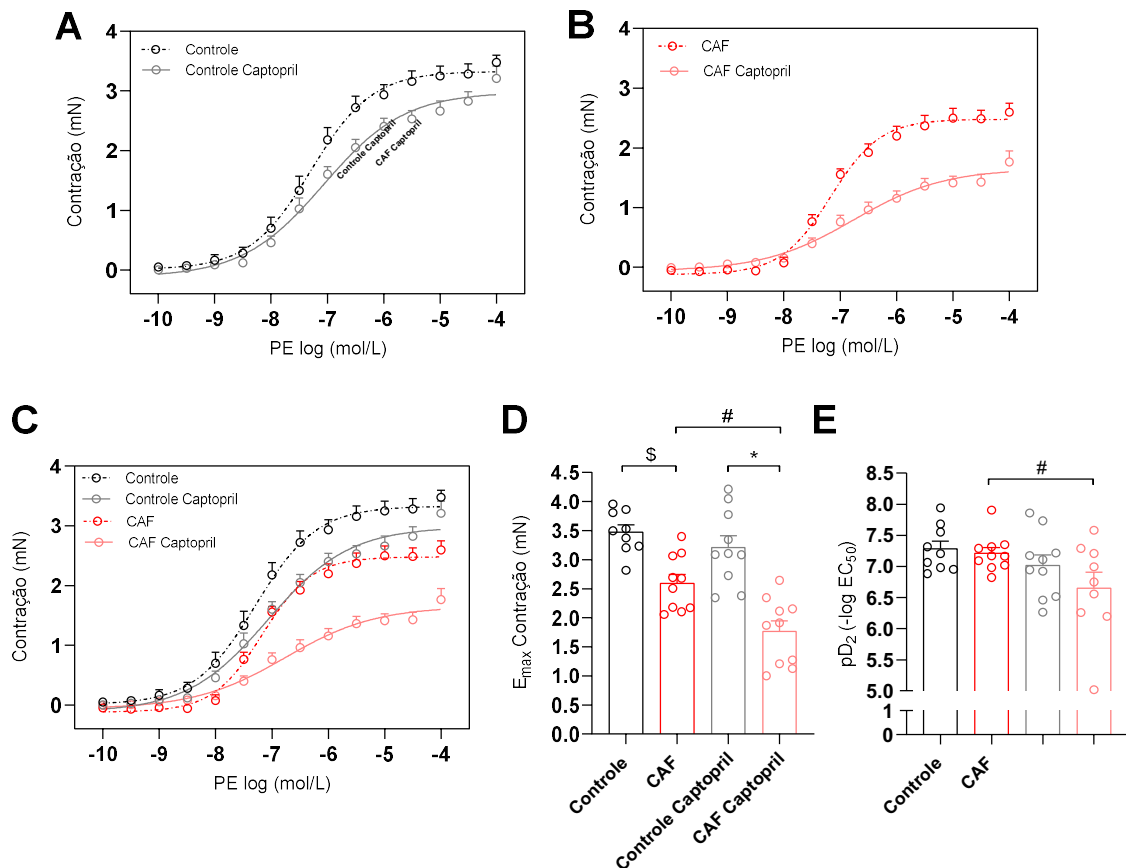 A
Controle
Controle Captopril
4
3
2
1
0
Contração (mN)
Controle Captopril
CAF Captopril
-10
-9
-8
-7
-6
-5
-4
PE log (mol/L)
B
CAF
CAF Captopril
4
3
2
1
0
Contração (mN)
-10
-9
-8
-7
-6
-5
-4
PE log (mol/L)
C
Controle
Controle Captopril
CAF
CAF Captopril
4
3
2
1
0
Contração (mN)
-10
-9
-8
-7
-6
-5
-4
PE log (mol/L)
D
#
$
*
4.5
4.0
3.5
3.0
2.5
2.0
1.5
1.0
0.5
0.0
Emax Contração (mN)
Controle
CAF
Controle Captopril
CAF Captopril
E
#
8.5
8.0
7.5
7.0
6.5
6.0
5.5
5.0
1
0
pD2 (-log EC50)
Controle
CAF